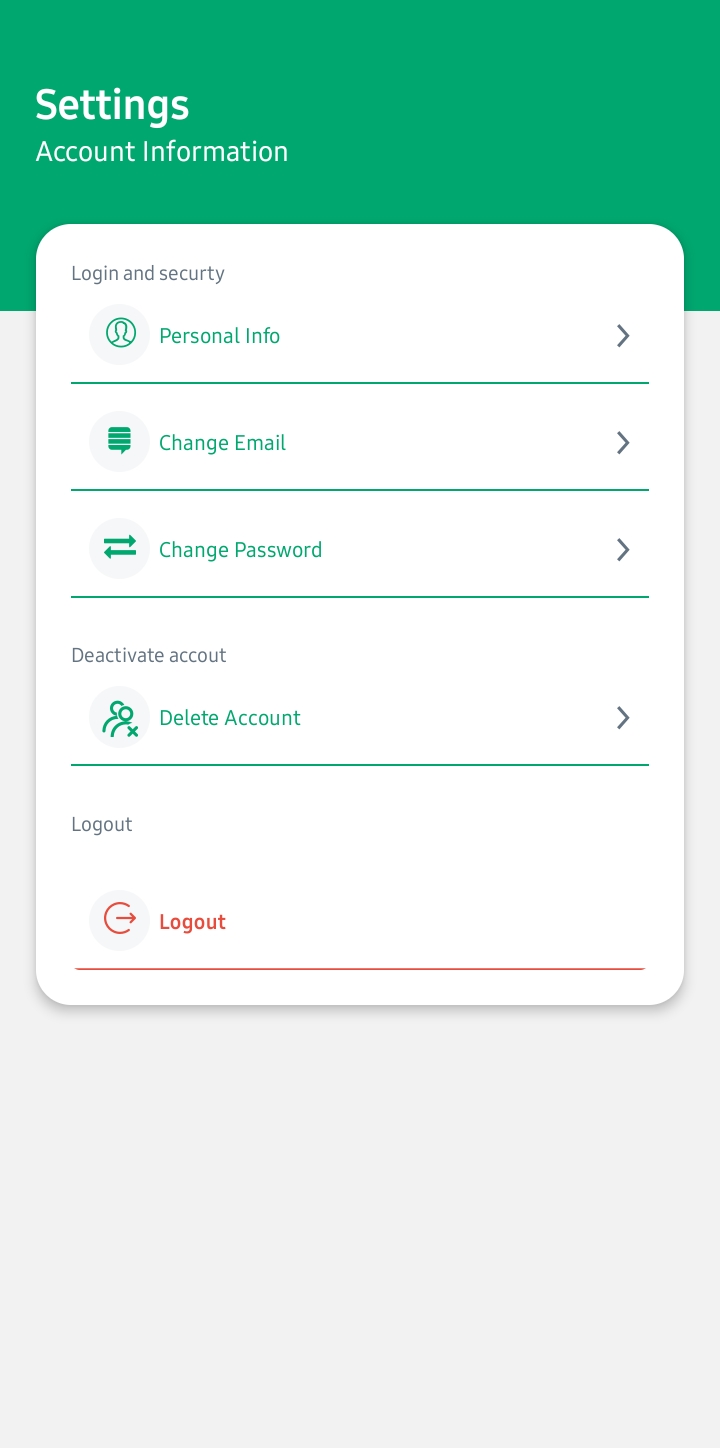 Settings
Account Information
Login and securty
Personal Info
Change Email
Change Password
Deactivate accout
Delete Account
Logout
Logout